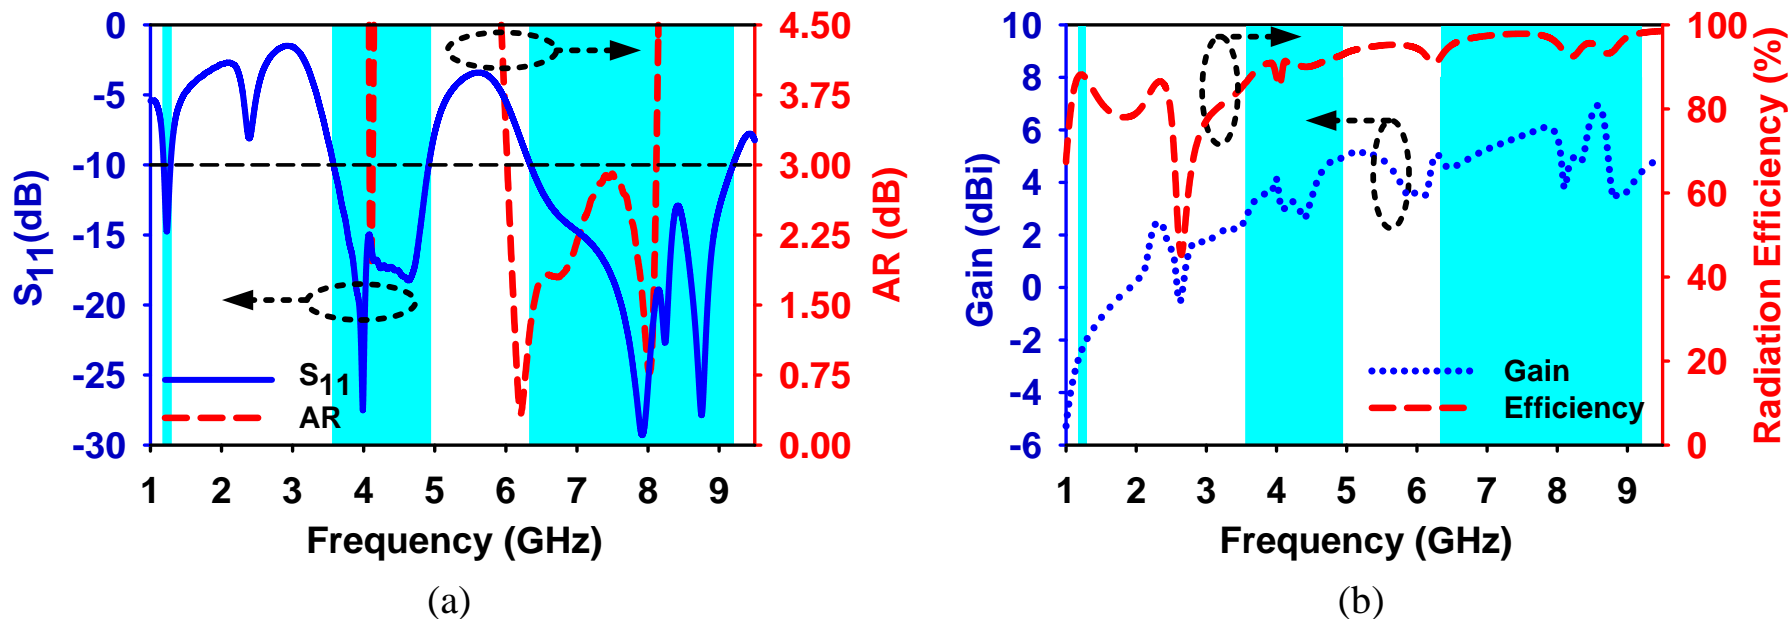 0
-5
-10
-15
-20
-25
-30
S11(dB)
4.50
3.75
3.00
2.25
1.50
0.75
0.00
AR (dB)
S11
AR
1 2 3 4 5 6 7 8 9
Frequency (GHz)
(a)
10
8
6
4
2
0
-2
-4
-6
Gain (dBi)
100
80
60
40
20
0
Radiation Efficiency (%)
Gain
Efficiency
1 2 3 4 5 6 7 8 9
Frequency (GHz)
(b)